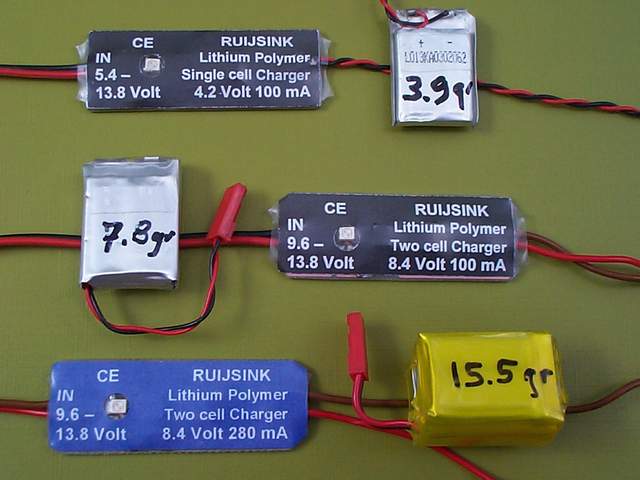 CE RUIJSINK
IN Lithium Polymer
5.4 – Single cell Charger
13.8 Volt 4.2 Volt 100 mA
+ -
3.9gr
7.8gr
CE RUIJSINK
IN Lithium Polymer
9.6 – Two cell Charger
13.8 Volt 8.4 Volt 100 mA
CE RUIJSINK
IN Lithium Polymer
9.6 – Two cell Charger
13.8 Volt 8.4 Volt 280 mA
15.5gr